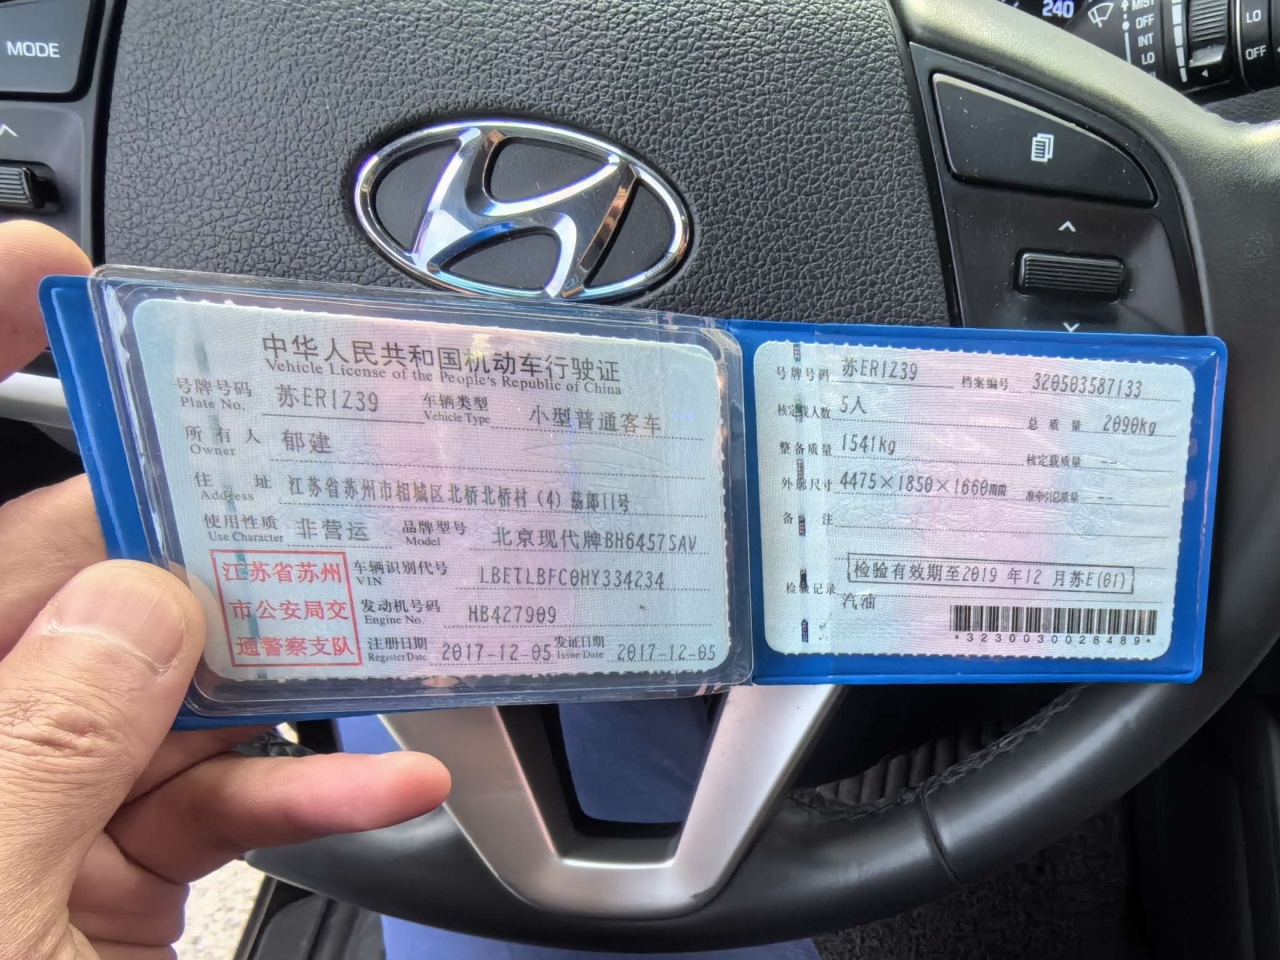 MODE
240
MIST
OFF
INT
LO
LO
OFF
中华人民共和国机动车行驶证
Vehicle License of the People's Republic of China
号牌号码 苏ER1Z39 车辆类型 小型普通客车
Plate No. Vehicle Type
所有人 郁建
Owner
住址 江苏省苏州市相城区北桥北桥村(4)
Address
使用性质 非营运 品牌型号 北京现代牌BH6457SAV
Use Character Model
江苏省苏州
市公安局交
通警察支队
车辆识别代号 LBETLBFC0HY334234
VIN
发动机号码 HB427909
Engine No.
注册日期 2017-12-05 发证日期 2017-12-05
Register Date Issue Date
号牌号码 苏ER1Z39 档案编号 320503587133
核定载人数 5人 总质量 2090kg
整备质量 1541kg 核定载质量 --
外廓尺寸 4475×1850×1660mm 准牵引总质量 --
备注
检验有效期至2019年12月苏E(01)
检验记录 汽油
*3230030028489*